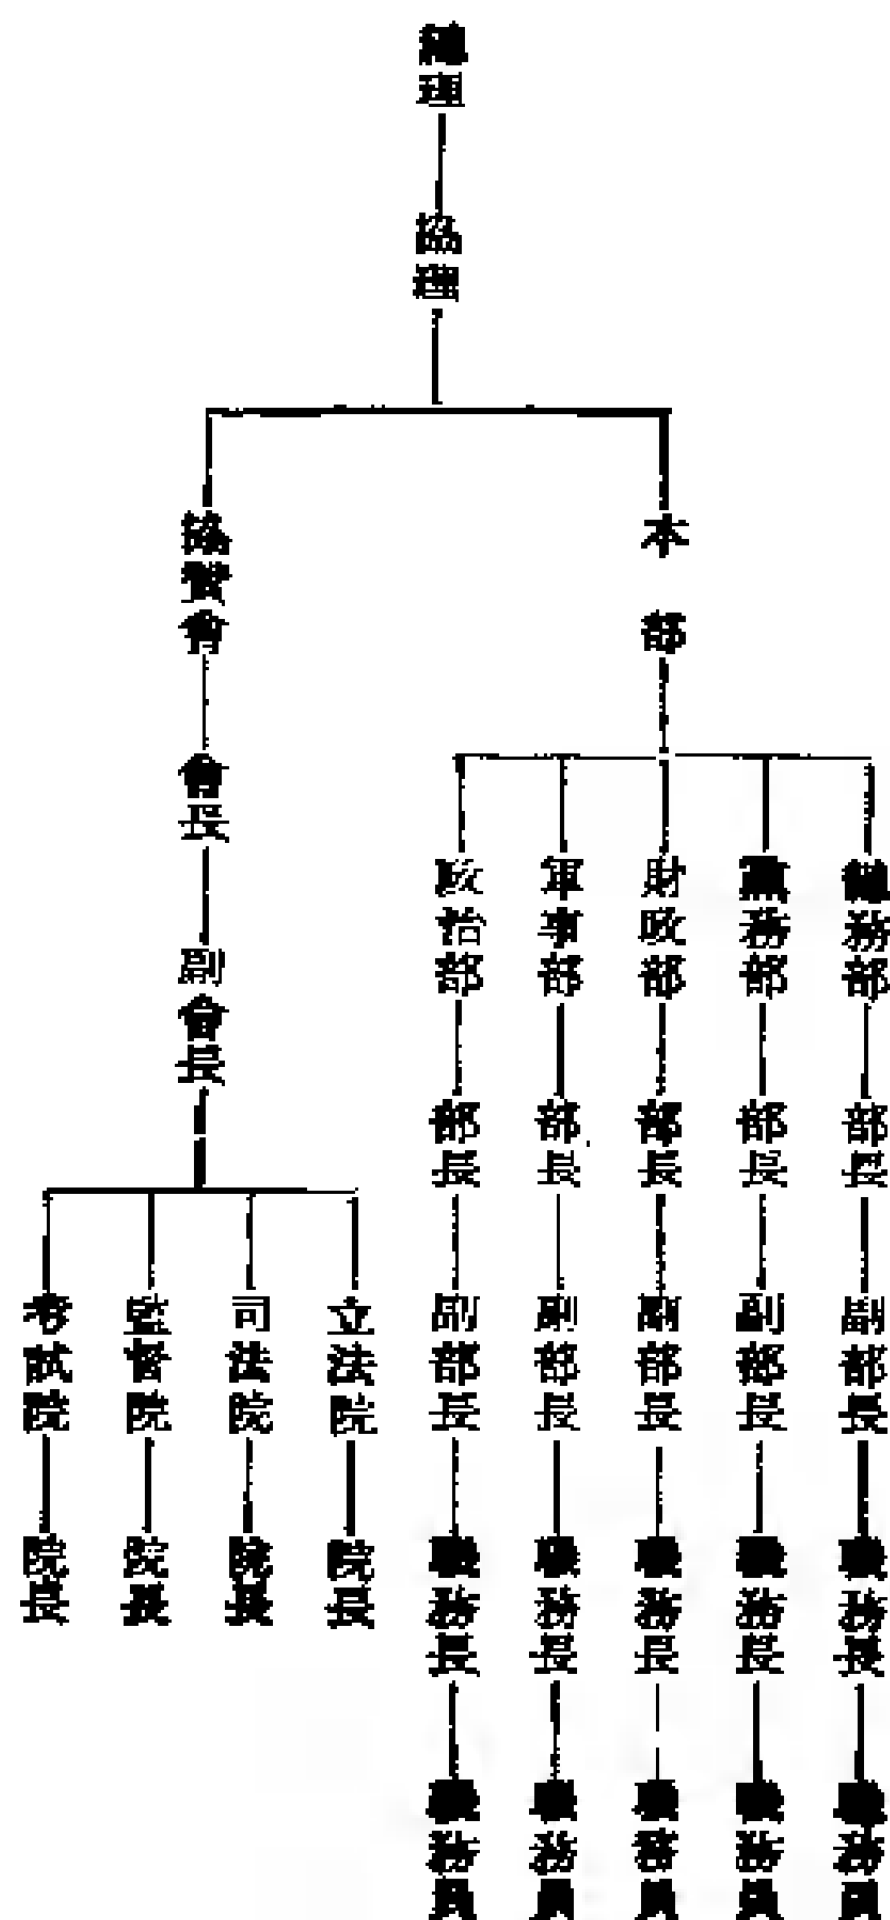 總理
協理
本部
總務部
部長
副部長
職務長
職務員
黨務部
部長
副部長
職務長
職務員
財政部
部長
副部長
職務長
職務員
軍事部
部長
副部長
職務長
職務員
政治部
部長
副部長
職務長
職務員
協贊會
會長
副會長
立法院
院長
司法院
院長
監督院
院長
考試院
院長